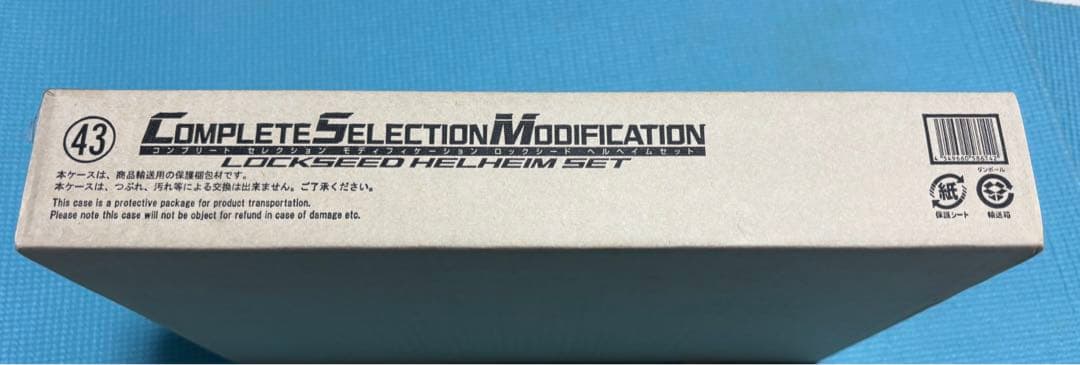 43
COMPLETE SELECTION MODIFICATION
コンプリート セレクション モディフィケーション ロックシード ヘルヘイムセット
LOCKSEED HELHEIM SET
本ケースは、商品輸送用の保護梱包材です。
本ケースは、つぶれ、汚れ等による交換は出来ません。ご了承ください。
This case is a protective package for product transportation.
Please note this case will not be object for refund in case of damage etc.
ダンボール
紙
保護シート
輸送箱